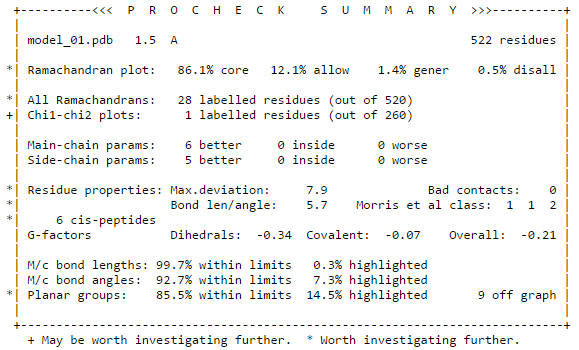 +----------<<<  P  R  O  C  H  E  C  K     S  U  M  M  A  R  Y  >>>----------+
|                                                                            |
| model_01.pdb   1.5  A                                         522 residues |
|                                                                            |
*| Ramachandran plot:   86.1% core   12.1% allow    1.4% gener    0.5% disall |
|                                                                            |
*| All Ramachandrans:   28 labelled residues (out of 520)                     |
+| Chi1-chi2 plots:      1 labelled residues (out of 260)                     |
|                                                                            |
| Main-chain params:    6 better     0 inside      0 worse                   |
| Side-chain params:    5 better     0 inside      0 worse                   |
|                                                                            |
*| Residue properties: Max.deviation:     7.9              Bad contacts:    0 |
*|                     Bond len/angle:    5.7    Morris et al class:  1  1  2 |
*|     6 cis-peptides                                                         |
| G-factors           Dihedrals:  -0.34  Covalent:  -0.07    Overall:  -0.21 |
|                                                                            |
| M/c bond lengths: 99.7% within limits   0.3% highlighted                   |
| M/c bond angles:  92.7% within limits   7.3% highlighted                   |
*| Planar groups:    85.5% within limits  14.5% highlighted       9 off graph |
|                                                                            |
+----------------------------------------------------------------------------+
+ May be worth investigating further.  * Worth investigating further.